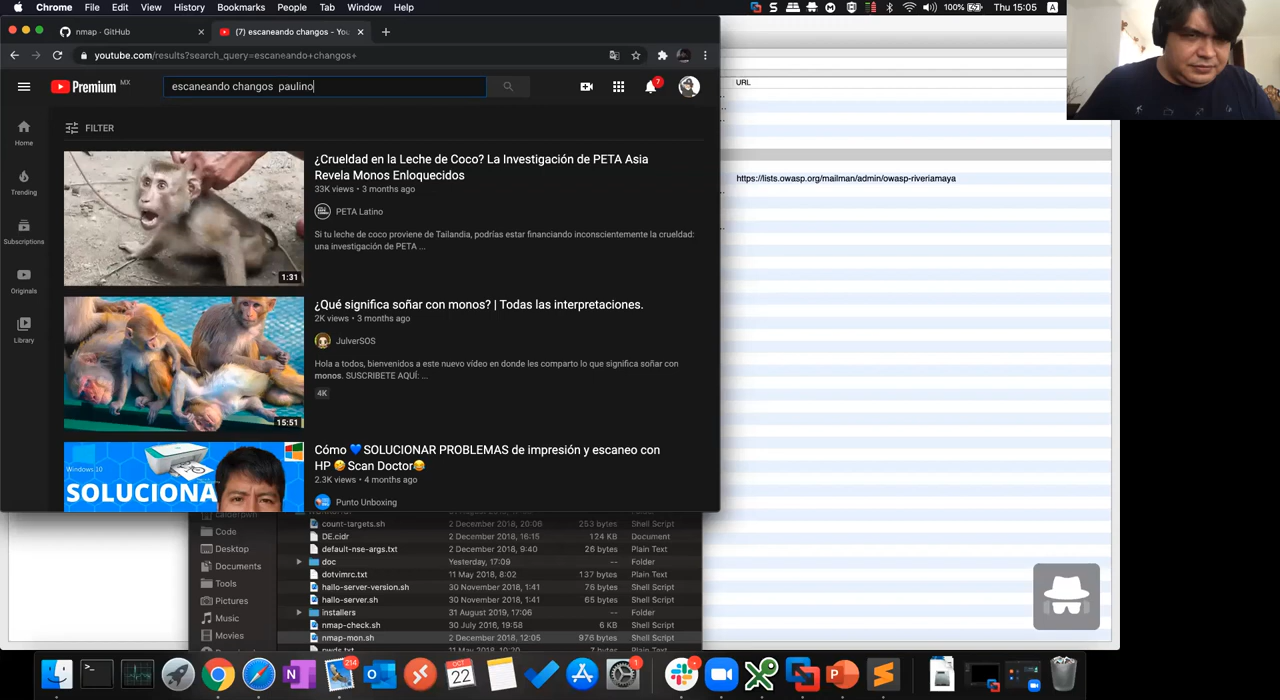 Chrome File Edit View History Bookmarks People Tab Window Help
100% Thu 15:05
nmap · GitHub
(7) escaneando changos - You
youtube.com/results?search_query=escaneando+changos+
Premium MX
escaneando changos  paulino
7
FILTER
Home
Trending
Subscriptions
Originals
Library
¿Crueldad en la Leche de Coco? La Investigación de PETA Asia
Revela Monos Enloquecidos
33K views • 3 months ago
PETA Latino
Si tu leche de coco proviene de Tailandia, podrías estar financiando inconscientemente la crueldad:
una investigación de PETA ...
1:31
¿Qué significa soñar con monos? | Todas las interpretaciones.
2K views • 3 months ago
JulverSOS
Hola a todos, bienvenidos a este nuevo vídeo en donde les comparto lo que significa soñar con
monos. SUSCRIBETE AQUÍ: ...
4K
15:51
Cómo 💙SOLUCIONAR PROBLEMAS de impresión y escaneo con
HP 🤣Scan Doctor😂
2.3K views • 4 months ago
Punto Unboxing
Windows 10
SOLUCIONA
URL
https://lists.owasp.org/mailman/admin/owasp-riveriamaya
Code
Desktop
Documents
Tools
Pictures
Music
Movies
count-targets.sh 2 December 2018, 20:06 253 bytes Shell Script
DE.cidr 2 December 2018, 16:15 124 KB Document
default-nse-args.txt 2 December 2018, 9:40 26 bytes Plain Text
doc Yesterday, 17:09 -- Folder
dotvimrc.txt 11 May 2018, 8:02 137 bytes Plain Text
hallo-server-version.sh 30 November 2018, 1:41 76 bytes Shell Script
hallo-server.sh 30 November 2018, 1:41 65 bytes Shell Script
installers 31 August 2019, 17:06 -- Folder
nmap-check.sh 30 July 2016, 19:58 6 KB Shell Script
nmap-mon.sh 2 December 2018, 12:05 976 bytes Shell Script
214
OCT
22
1